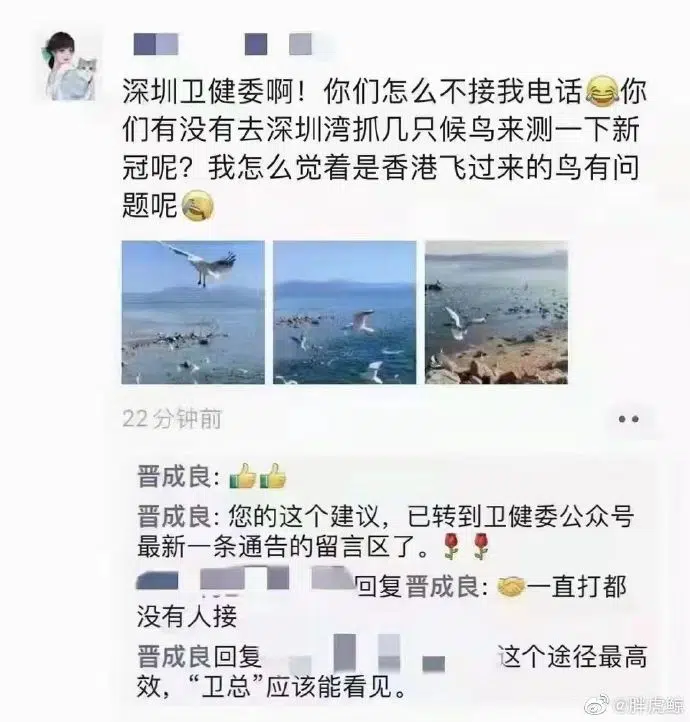 深圳卫健委啊！你们怎么不接我电话😂你
们有没有去深圳湾抓几只候鸟来测一下新
冠呢？我怎么觉着是香港飞过来的鸟有问
题呢🤦
22分钟前
晋成良: 👍👍
晋成良: 您的这个建议，已转到卫健委公众号
最新一条通告的留言区了。🌹🌹
回复晋成良: 🤝一直打都
没有人接
晋成良回复 这个途径最高
效，“卫总”应该能看见。
@胖虎鲸